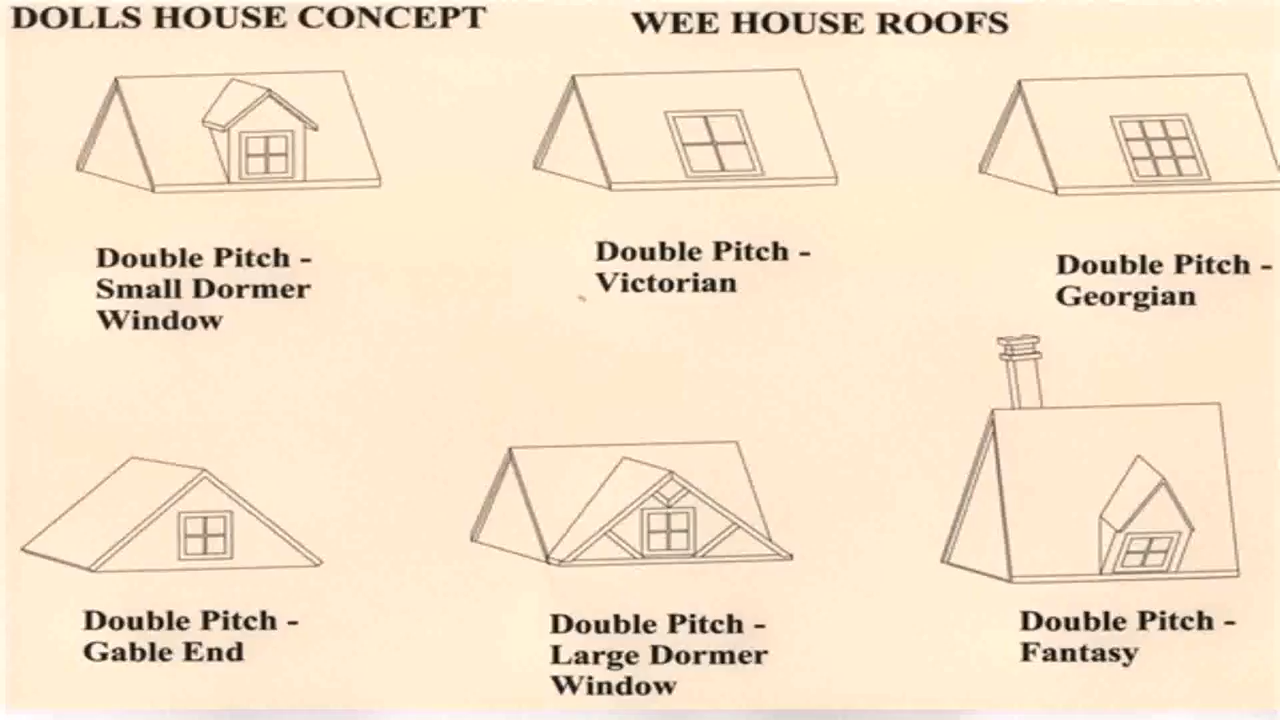 DOLLS HOUSE CONCEPT
WEE HOUSE ROOFS
Double Pitch -
Small Dormer
Window
Double Pitch -
Victorian
Double Pitch -
Georgian
Double Pitch -
Gable End
Double Pitch -
Large Dormer
Window
Double Pitch -
Fantasy